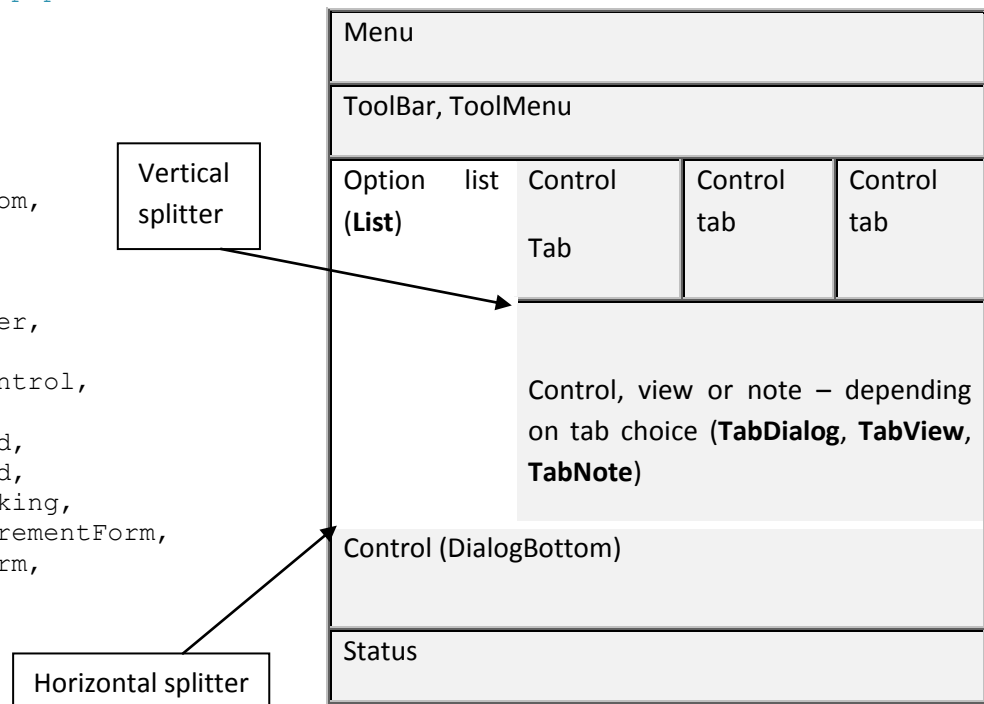 om,
er,
ntrol,
d,
d,
king,
rementForm,
rm,
Vertical
splitter
Horizontal splitter
Menu
ToolBar, ToolMenu
Option list
(List)
Control
Tab
Control
tab
Control
tab
Control, view or note – depending
on tab choice (TabDialog, TabView,
TabNote)
Control (DialogBottom)
Status